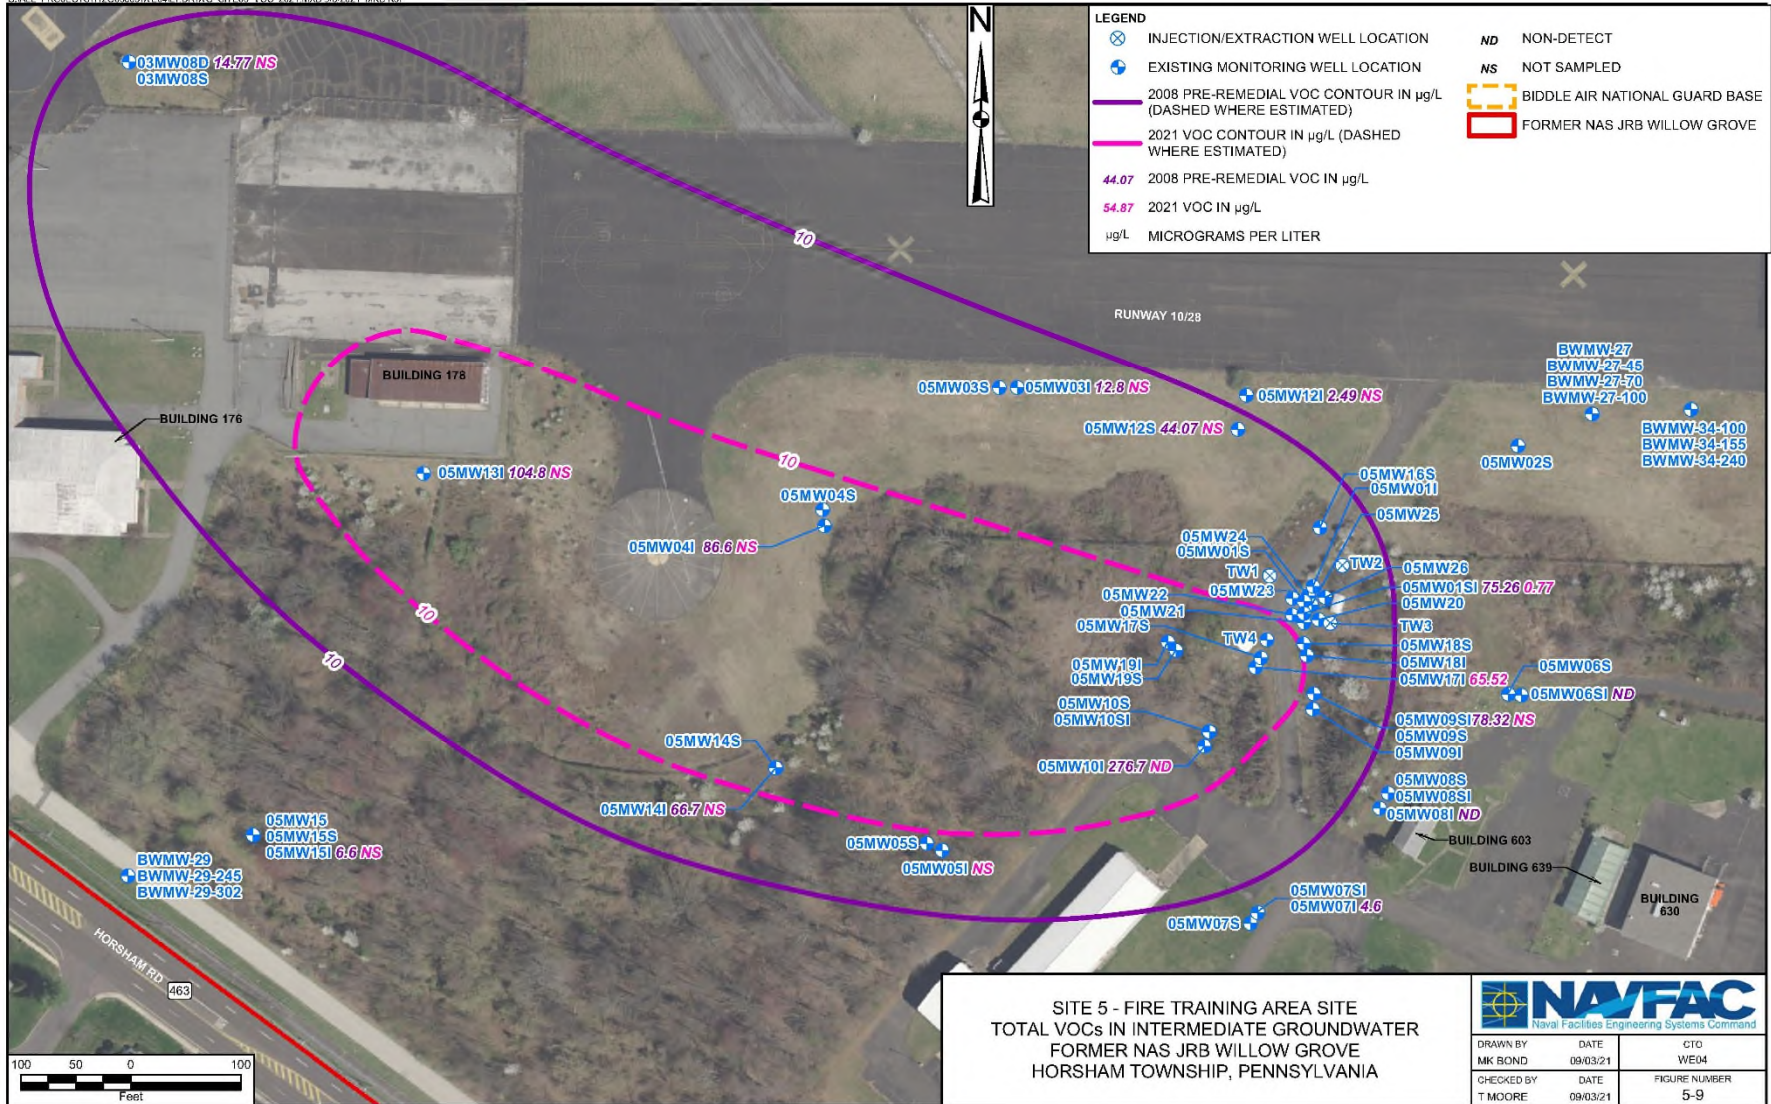 N
LEGEND
INJECTION/EXTRACTION WELL LOCATION
EXISTING MONITORING WELL LOCATION
2008 PRE-REMEDIAL VOC CONTOUR IN µg/L
(DASHED WHERE ESTIMATED)
2021 VOC CONTOUR IN µg/L (DASHED
WHERE ESTIMATED)
44.07 2008 PRE-REMEDIAL VOC IN µg/L
54.87 2021 VOC IN µg/L
µg/L MICROGRAMS PER LITER
ND NON-DETECT
NS NOT SAMPLED
BIDDLE AIR NATIONAL GUARD BASE
FORMER NAS JRB WILLOW GROVE
03MW08D 14.77 NS
03MW08S
10
RUNWAY 10/28
BUILDING 178
BUILDING 176
05MW03S
05MW03I 12.8 NS
05MW12I 2.49 NS
05MW12S 44.07 NS
BWMW-27
BWMW-27-45
BWMW-27-70
BWMW-27-100
BWMW-34-100
BWMW-34-155
BWMW-34-240
05MW02S
05MW13I 104.8 NS
10
05MW04S
05MW04I 86.6 NS
05MW16S
05MW01I
05MW25
05MW24
05MW01S
TW1
TW2
05MW23
05MW26
05MW22
05MW01SI 75.26 0.77
05MW21
05MW20
05MW17S
TW3
TW4
05MW18S
05MW19I
05MW18I
05MW19S
05MW17I 65.52
05MW06S
05MW06SI ND
10
10
05MW10S
05MW10SI
05MW09SI 78.32 NS
05MW09S
05MW09I
05MW14S
05MW10I 276.7 ND
05MW08S
05MW08SI
05MW08I ND
05MW14I 66.7 NS
05MW15
05MW15S
05MW15I 6.6 NS
05MW05S
05MW05I NS
BUILDING 603
BUILDING 639
BUILDING
630
BWMW-29
BWMW-29-245
BWMW-29-302
05MW07SI
05MW07I 4.6
05MW07S
HORSHAM RD
463
100 50 0 100
Feet
SITE 5 - FIRE TRAINING AREA SITE
TOTAL VOCs IN INTERMEDIATE GROUNDWATER
FORMER NAS JRB WILLOW GROVE
HORSHAM TOWNSHIP, PENNSYLVANIA
NAVFAC
Naval Facilities Engineering Systems Command
DRAWN BY DATE CTO
MK BOND 09/03/21 WE04
CHECKED BY DATE FIGURE NUMBER
T MOORE 09/03/21 5-9